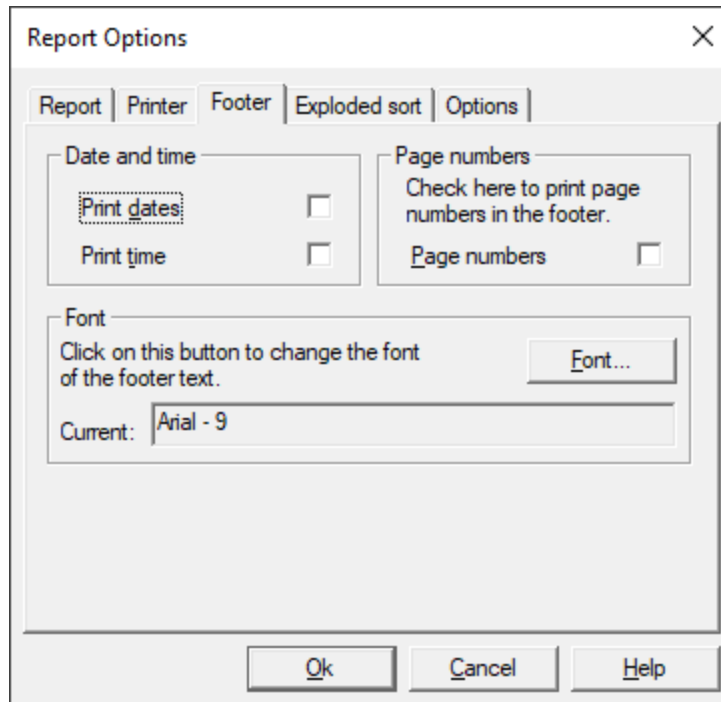 Report Options
Report Printer Footer Exploded sort Options
Date and time
Print dates
Print time
Page numbers
Check here to print page
numbers in the footer.
Page numbers
Font
Click on this button to change the font
of the footer text.
Font...
Current: Arial - 9
Ok Cancel Help